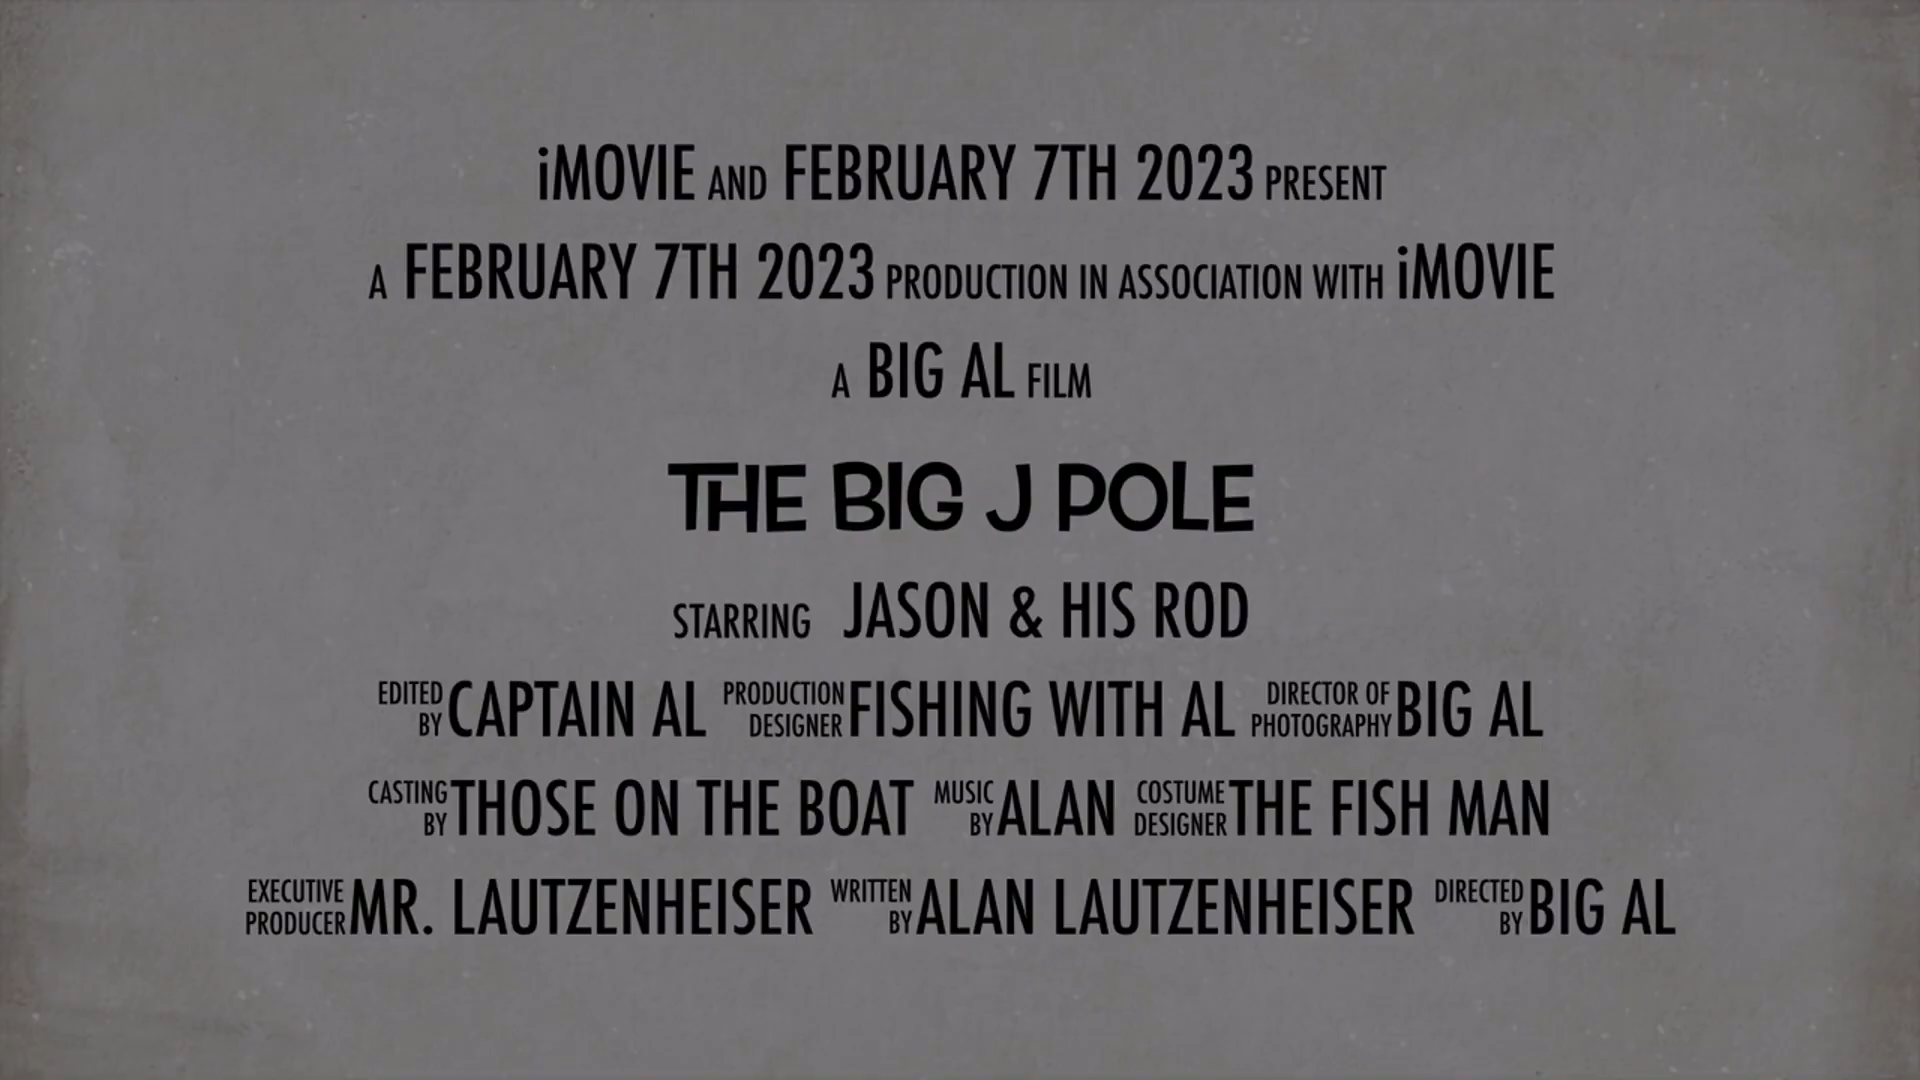 iMOVIE AND FEBRUARY 7TH 2023 PRESENT
A FEBRUARY 7TH 2023 PRODUCTION IN ASSOCIATION WITH iMOVIE
A BIG AL FILM
THE BIG J POLE
STARRING JASON & HIS ROD
EDITED BY CAPTAIN AL PRODUCTION DESIGNER FISHING WITH AL DIRECTOR OF PHOTOGRAPHY BIG AL
CASTING BY THOSE ON THE BOAT MUSIC BY ALAN COSTUME DESIGNER THE FISH MAN
EXECUTIVE PRODUCER MR. LAUTZENHEISER WRITTEN BY ALAN LAUTZENHEISER DIRECTED BY BIG AL